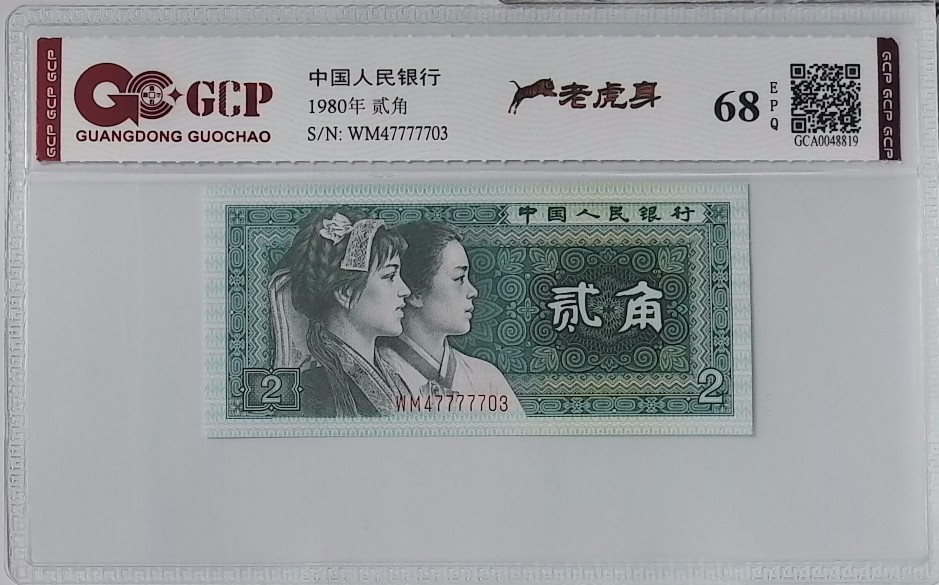 GCP GCP GCP
GCP
GUANGDONG GUOCHAO
中国人民银行
1980年 贰角
S/N: WM47777703
老虎身
68
EPQ
GCA0048819
GCP GCP GCP
中国人民银行
贰角
2
WM47777703
2